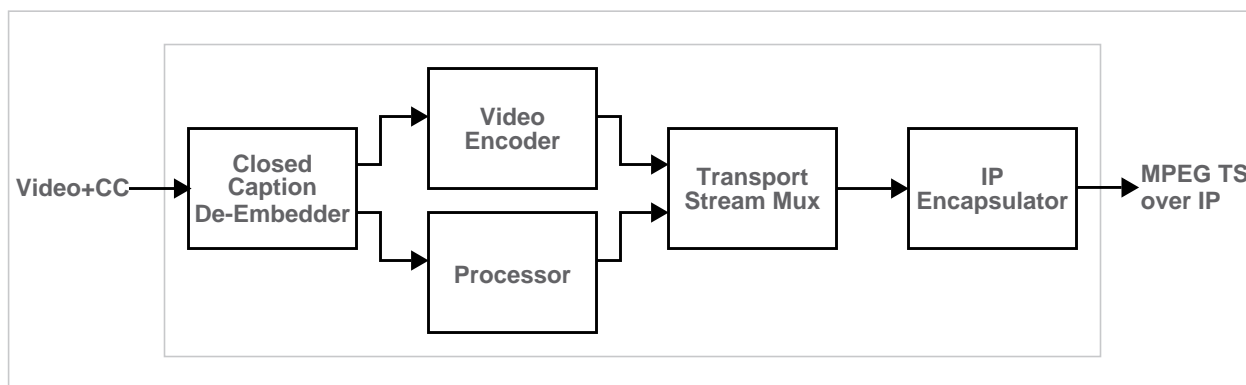 Video+CC
Closed
Caption
De-Embedder
Video
Encoder
Processor
Transport
Stream Mux
IP
Encapsulator
MPEG TS
over IP